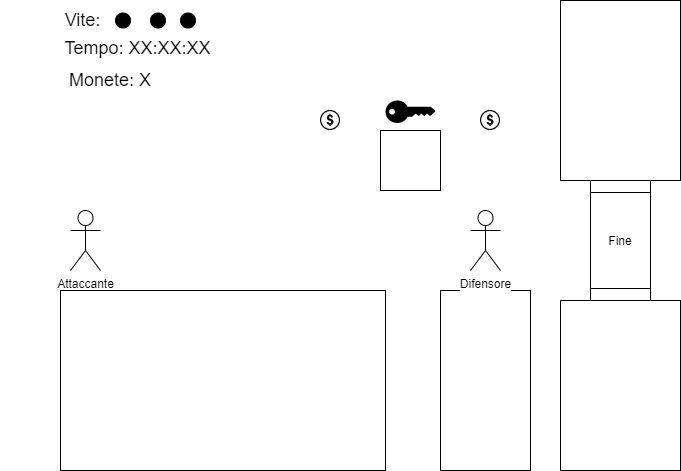 Vite:
Tempo: XX:XX:XX
Monete: X
$ $
Fine
Attaccante
Difensore